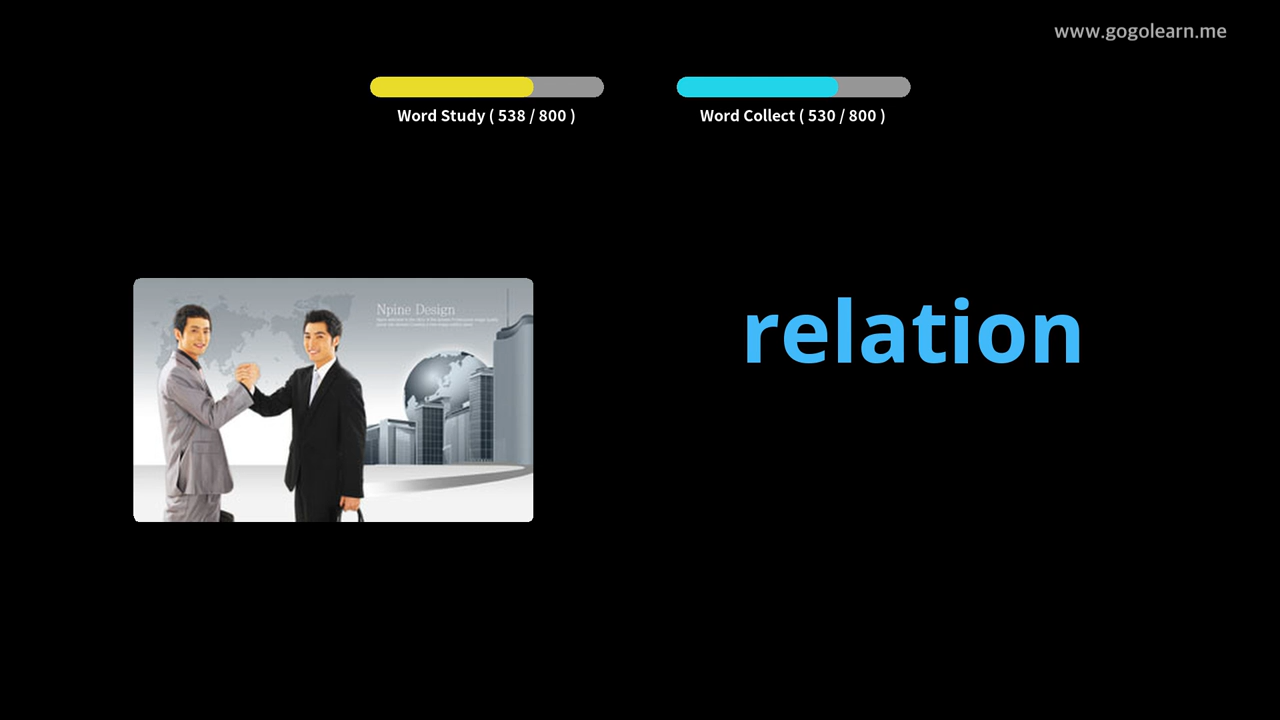 www.gogolearn.me
Word Study ( 538 / 800 )
Word Collect ( 530 / 800 )
Npine Design
relation